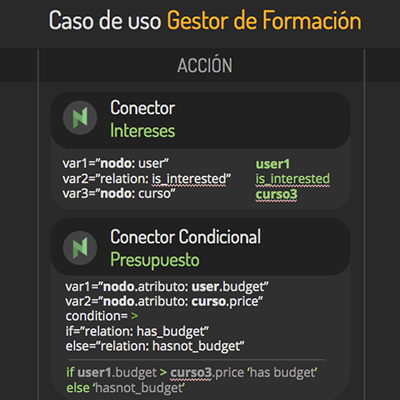 Caso de uso Gestor de Formación
ACCIÓN
Conector
Intereses
var1=”nodo: user”
var2=”relation: is_interested”
var3=”nodo: curso”
user1
is_interested
curso3
Conector Condicional
Presupuesto
var1=”nodo.atributo: user.budget”
var2=”nodo.atributo: curso.price”
condition= >
if=”relation: has_budget”
else=”relation: hasnot_budget”
if user1.budget > curso3.price ‘has budget’
else ‘hasnot_budget’